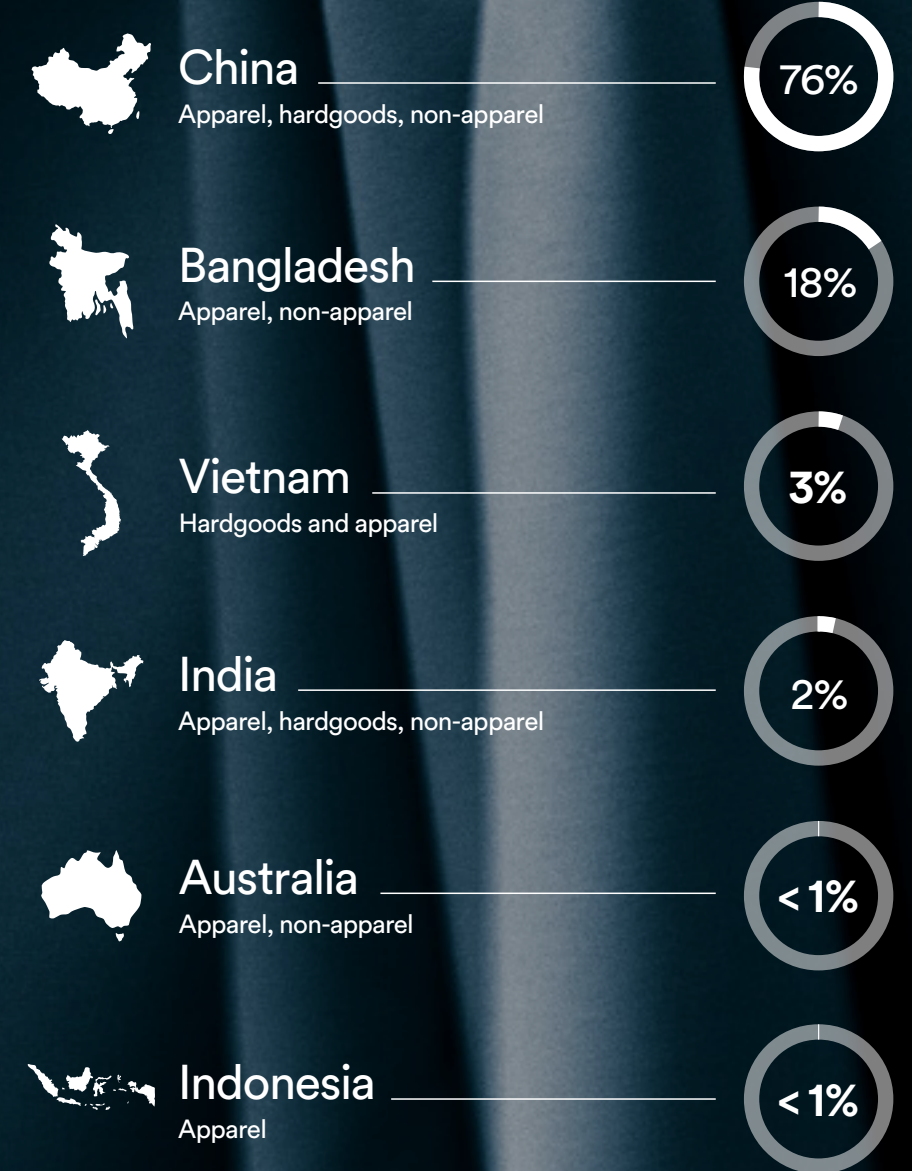 China
76%
Apparel, hardgoods, non-apparel
Bangladesh
18%
Apparel, non-apparel
Vietnam
3%
Hardgoods and apparel
India
2%
Apparel, hardgoods, non-apparel
Australia
< 1%
Apparel, non-apparel
Indonesia
< 1%
Apparel